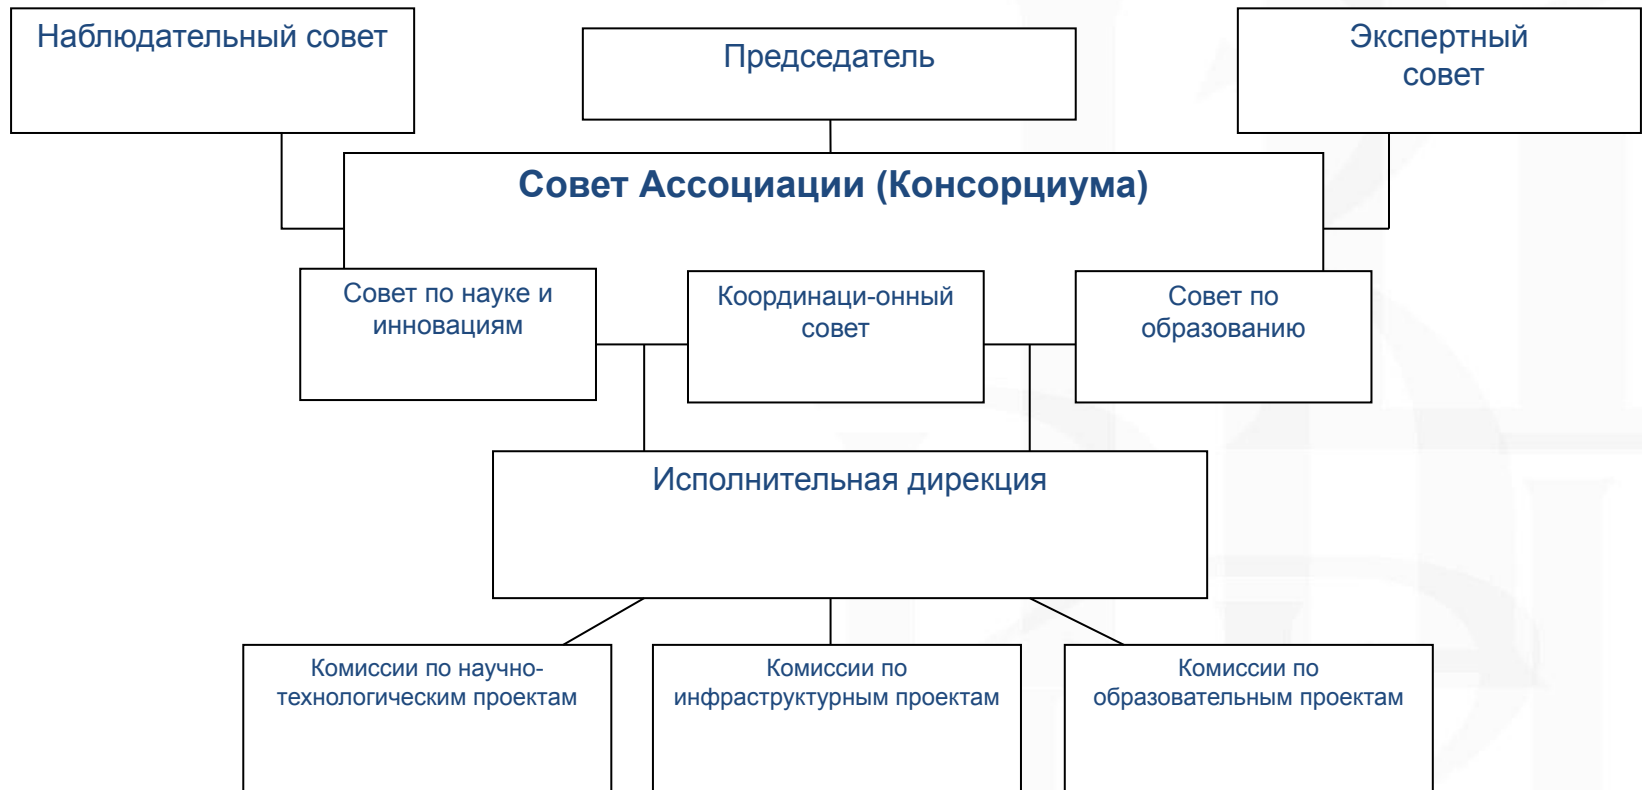 Наблюдательный совет
Председатель
Экспертный
совет
Совет Ассоциации (Консорциума)
Совет по науке и
инновациям
Координаци-онный
совет
Совет по
образованию
Исполнительная дирекция
Комиссии по научно-
технологическим проектам
Комиссии по
инфраструктурным проектам
Комиссии по
образовательным проектам